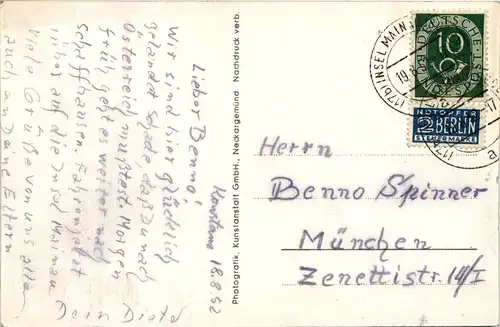 Konstanz 18.8.52
Lieber Benno!
Wir sind hier glücklich
gelandet. Schade daß Du nach
Österreich mußtest. Morgen
früh geht es weiter nach
Schaffhausen. Fahren jetzt
auf die Insel Mainau
Viele Grüße von uns allen
auch an Deine Eltern
Dein Dieter
Photografik, Kunstanstalt GmbH., Neckargemünd. Nachdruck verb.
(17b) INSEL MAINAU
19.
DEUTSCHE POST
10
NOTOPFER
2 BERLIN
STEUERMARKE
a
Herrn
Benno Spinner
München
Zenettistr. 14/I